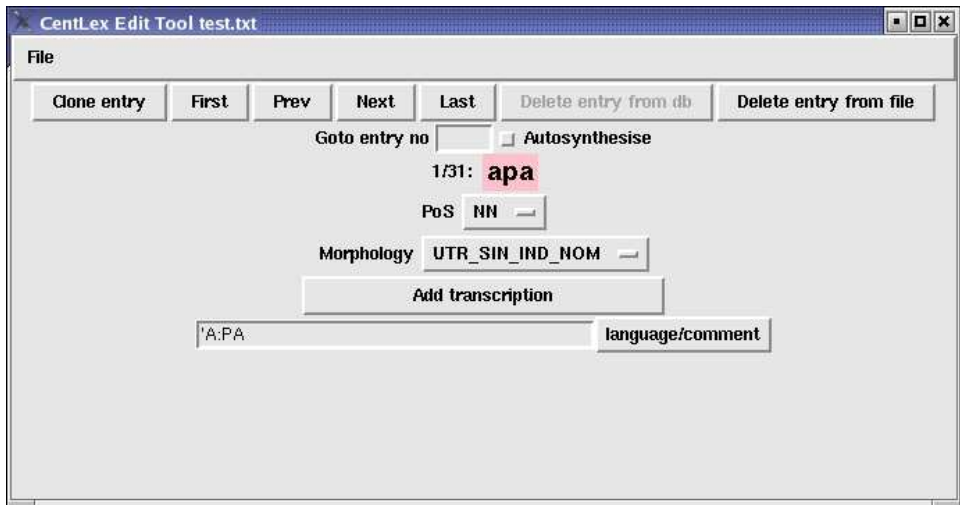 CentLex Edit Tool test.txt
File
Clone entry First Prev Next Last Delete entry from db Delete entry from file
Goto entry no Autosynthesise
1/31: apa
PoS NN
Morphology UTR_SIN_IND_NOM
Add transcription
'A:PA language/comment